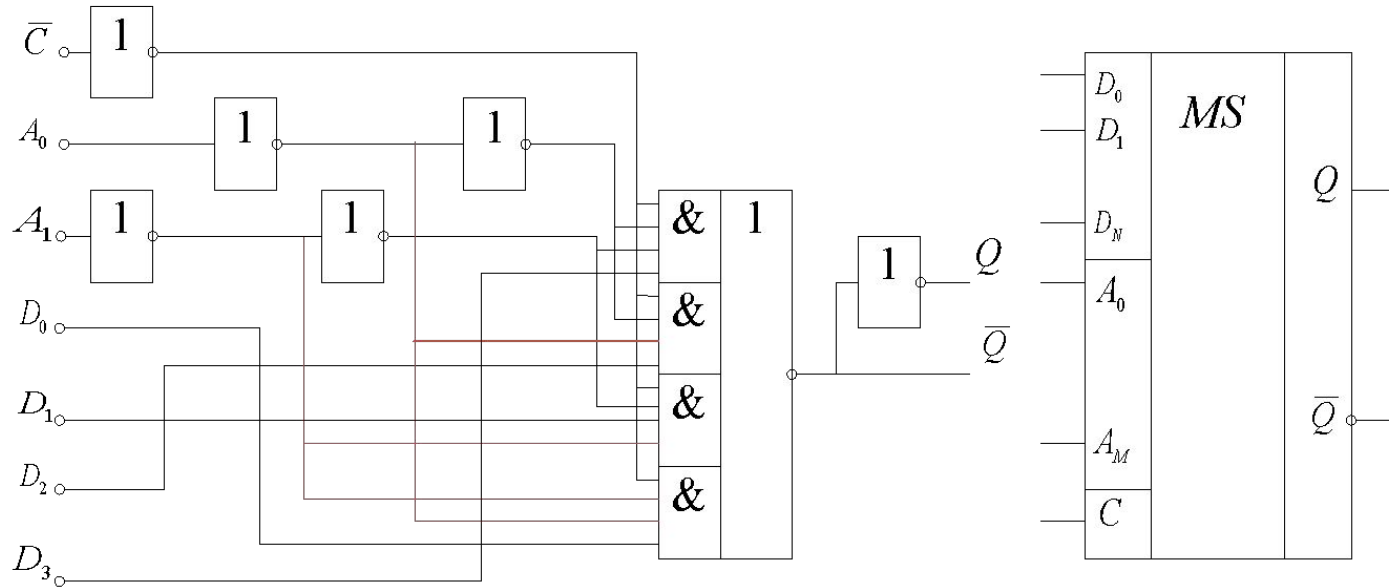 C̅ 1
A₀ 1 1
A₁ 1 1
D₀
D₁
D₂
D₃
& 1
&
&
&
1 Q
Q̅
D₀ MS
D₁
D_N
A₀
A_M
C
Q
Q̅